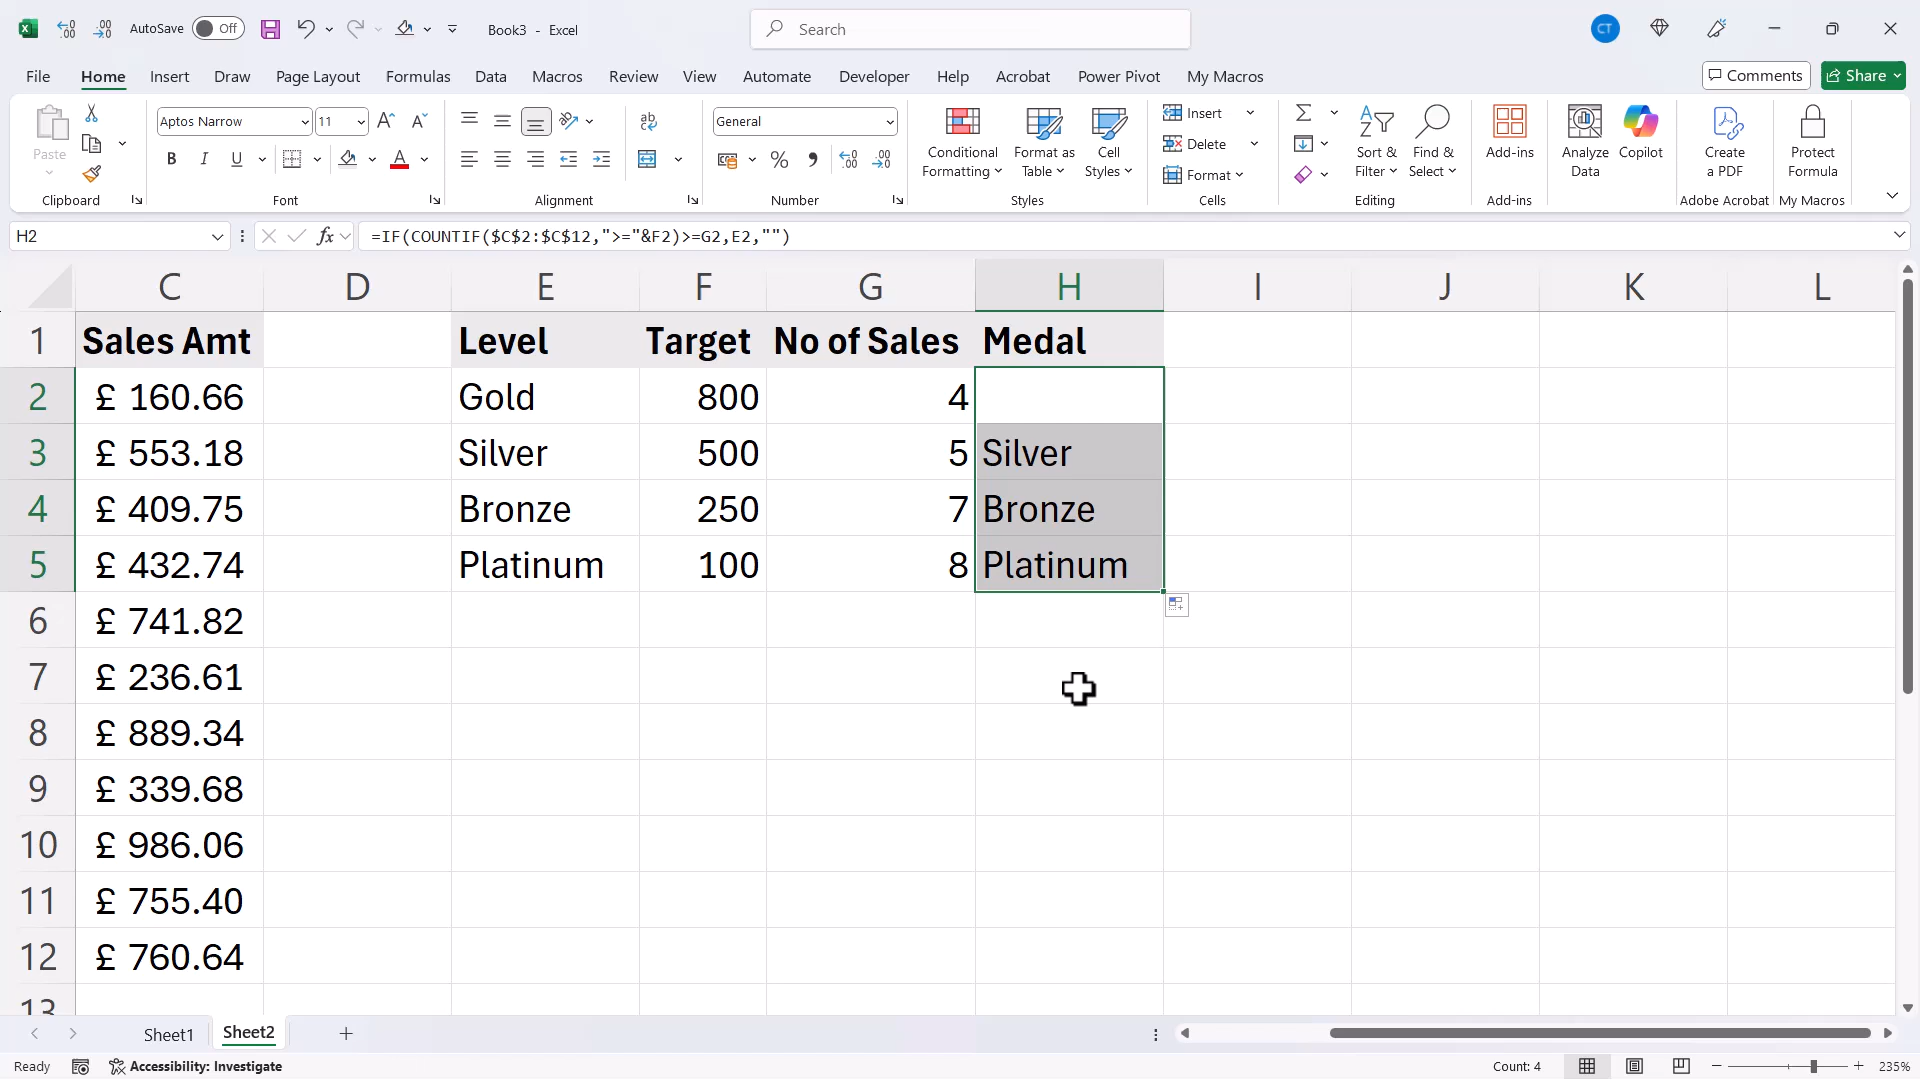 AutoSave Off Book3 - Excel Search CT
File Home Insert Draw Page Layout Formulas Data Macros Review View Automate Developer Help Acrobat Power Pivot My Macros Comments Share
Paste
Clipboard
Aptos Narrow 11
B I U
Font
ab
Alignment
General
% ,
Number
Conditional Formatting
Format as Table
Cell Styles
Styles
Insert
Delete
Format
Cells
Sort & Filter
Find & Select
Editing
Add-ins
Add-ins
Analyze Data
Copilot
Create a PDF
Adobe Acrobat
Protect Formula
My Macros
H2 fx =IF(COUNTIF($C$2:$C$12,">="&F2)>=G2,E2,"")
C D E F G H I J K L
1 Sales Amt Level Target No of Sales Medal
2 £ 160.66 Gold 800 4
3 £ 553.18 Silver 500 5 Silver
4 £ 409.75 Bronze 250 7 Bronze
5 £ 432.74 Platinum 100 8 Platinum
6 £ 741.82
7 £ 236.61
8 £ 889.34
9 £ 339.68
10 £ 986.06
11 £ 755.40
12 £ 760.64
13
Sheet1 Sheet2
Ready Accessibility: Investigate Count: 4 235%